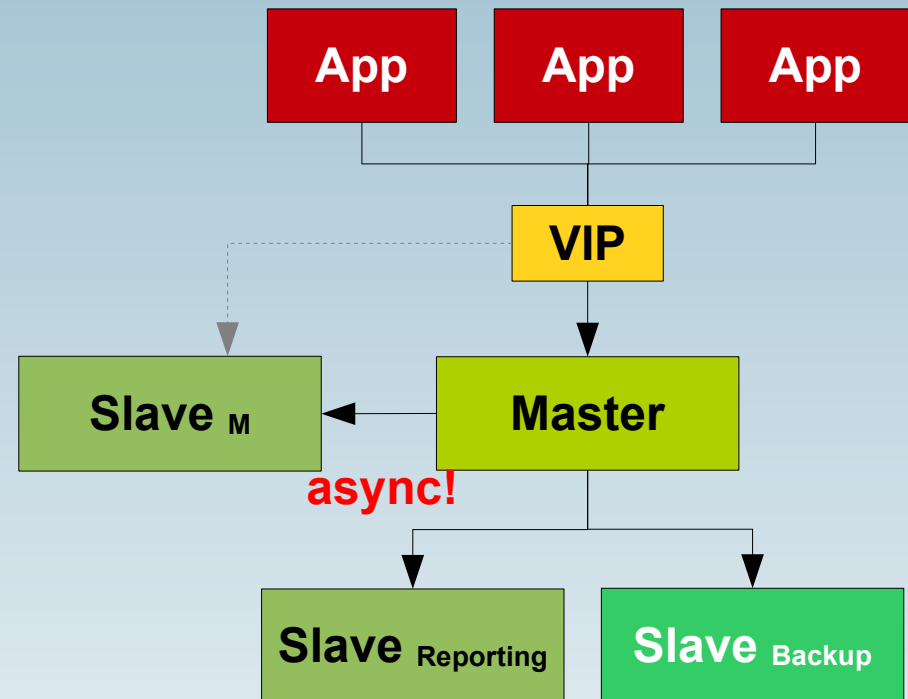 App
App
App
VIP
Slave M
Master
async!
Slave Reporting
Slave Backup